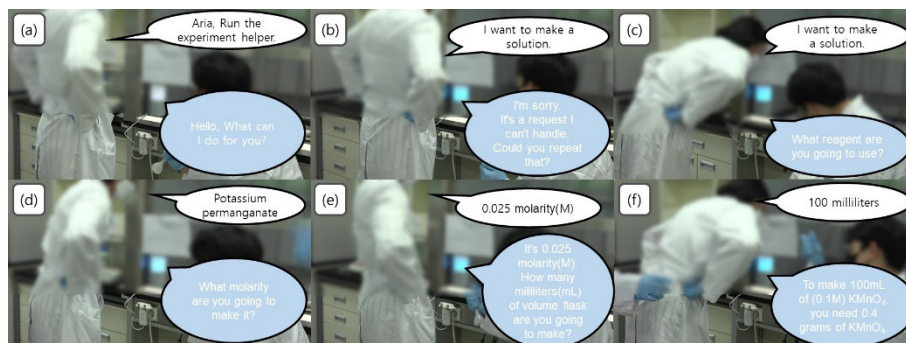 (a)
Aria, Run the
experiment helper.
Hello, What can
I do for you?
(b)
I want to make a
solution.
I'm sorry.
It's a request I
can't handle.
Could you repeat
that?
(c)
I want to make
a solution.
What reagent are
you going to use?
(d)
Potassium
permanganate
What molarity
are you going to
make it?
(e)
0.025 molarity(M)
It's 0.025
molarity(M).
How many
milliliters(mL)
of volume flask
are you going
to make?
(f)
100 milliliters
To make 100mL
of (0.1M) KMnO₄.
you need 0.4
grams of KMnO₄.